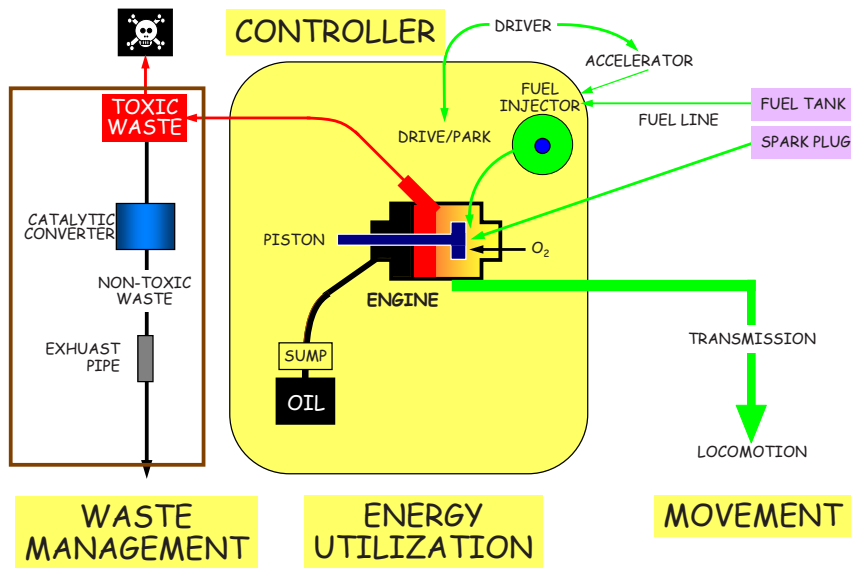 CONTROLLER
DRIVER
ACCELERATOR
TOXIC
WASTE
FUEL
INJECTOR
FUEL TANK
FUEL LINE
DRIVE/PARK
SPARK PLUG
CATALYTIC
CONVERTER
PISTON
O₂
NON-TOXIC
WASTE
ENGINE
TRANSMISSION
EXHUAST
PIPE
SUMP
OIL
LOCOMOTION
WASTE
MANAGEMENT
ENERGY
UTILIZATION
MOVEMENT